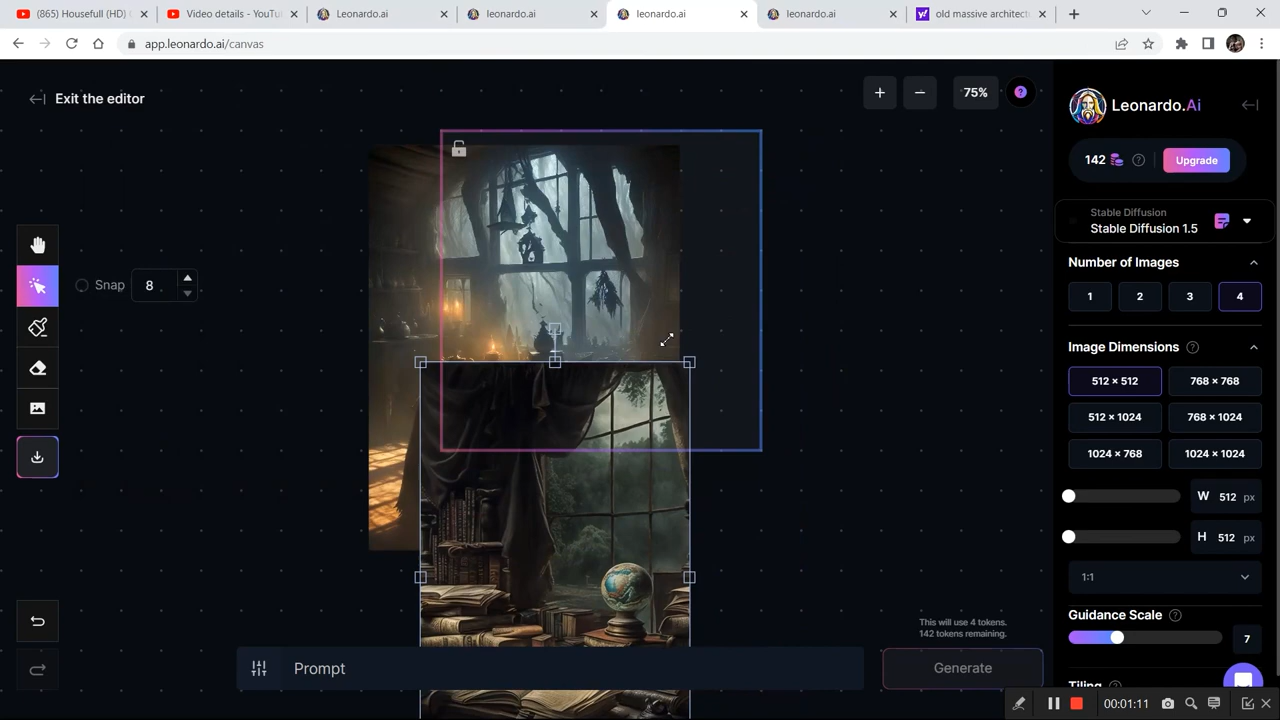 (865) Housefull (HD)
Video details - YouTu
Leonardo.ai
leonardo.ai
leonardo.ai
leonardo.ai
old massive architect
app.leonardo.ai/canvas
Exit the editor
75%
Leonardo.Ai
142
Upgrade
Stable Diffusion
Stable Diffusion 1.5
Snap
8
Number of Images
1
2
3
4
Image Dimensions
512 × 512
768 × 768
512 × 1024
768 × 1024
1024 × 768
1024 × 1024
W 512 px
H 512 px
1:1
Guidance Scale
7
This will use 4 tokens.
142 tokens remaining.
Prompt
Generate
Tiling
00:01:11